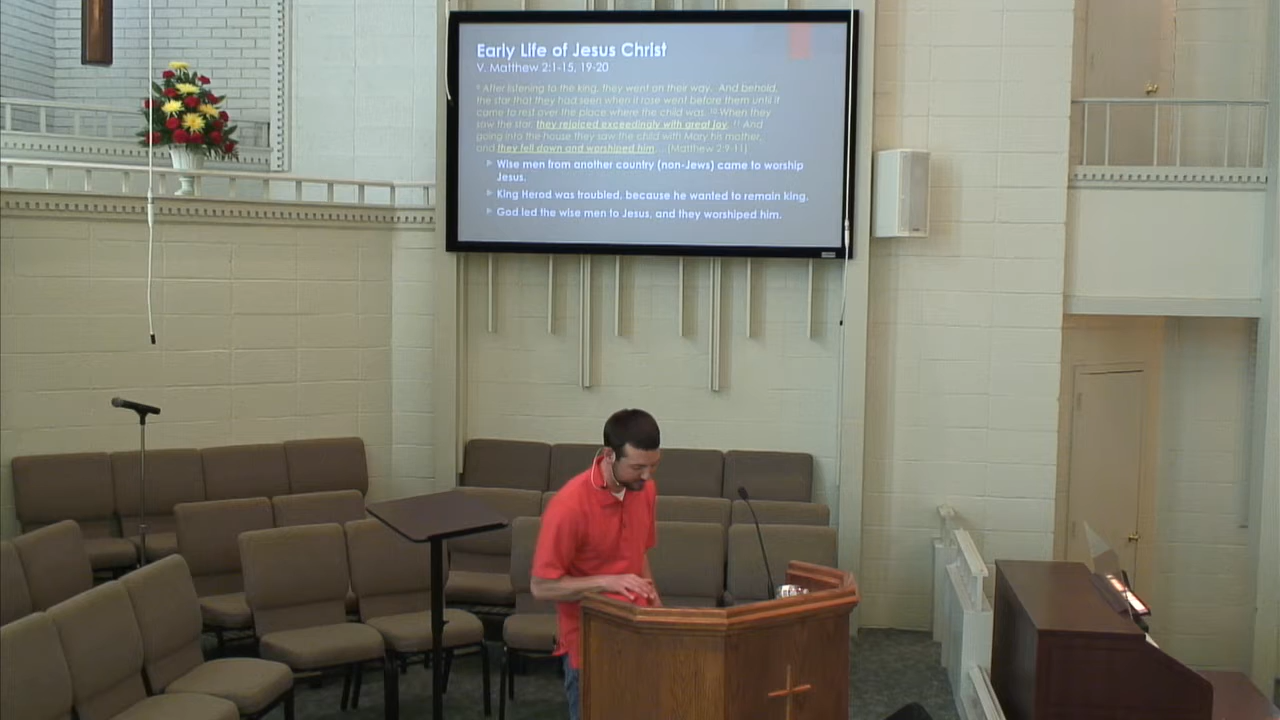 Early Life of Jesus Christ
V. Matthew 2:1-15, 19-20
⁹ After listening to the king, they went on their way. And behold,
the star that they had seen when it rose went before them until it
came to rest over the place where the child was. ¹⁰ When they
saw the star, they rejoiced exceedingly with great joy. ¹¹ And
going into the house they saw the child with Mary his mother,
and they fell down and worshiped him. . . (Matthew 2:9-11)
Wise men from another country (non-Jews) came to worship
Jesus.
King Herod was troubled, because he wanted to remain king.
God led the wise men to Jesus, and they worshiped him.